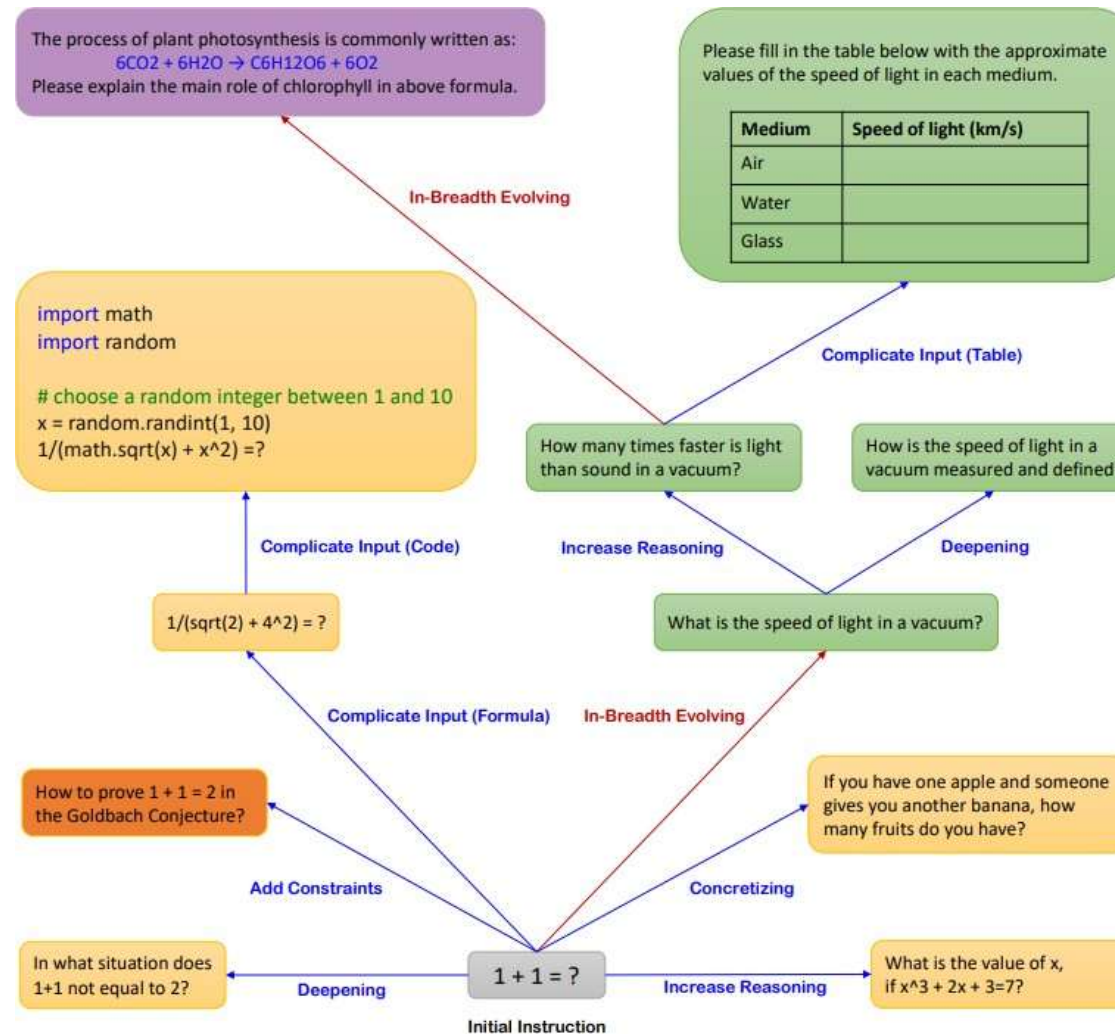 The process of plant photosynthesis is commonly written as:
6CO2 + 6H2O → C6H12O6 + 6O2
Please explain the main role of chlorophyll in above formula.
Please fill in the table below with the approximate
values of the speed of light in each medium.
Medium Speed of light (km/s)
Air
Water
Glass
In-Breadth Evolving
import math
import random
# choose a random integer between 1 and 10
x = random.randint(1, 10)
1/(math.sqrt(x) + x^2) =?
Complicate Input (Table)
How many times faster is light
than sound in a vacuum?
How is the speed of light in a
vacuum measured and defined
Complicate Input (Code)
Increase Reasoning
Deepening
1/(sqrt(2) + 4^2) = ?
What is the speed of light in a vacuum?
Complicate Input (Formula)
In-Breadth Evolving
How to prove 1 + 1 = 2 in
the Goldbach Conjecture?
If you have one apple and someone
gives you another banana, how
many fruits do you have?
Add Constraints
Concretizing
In what situation does
1+1 not equal to 2?
Deepening
1 + 1 = ?
Increase Reasoning
What is the value of x,
if x^3 + 2x + 3=7?
Initial Instruction